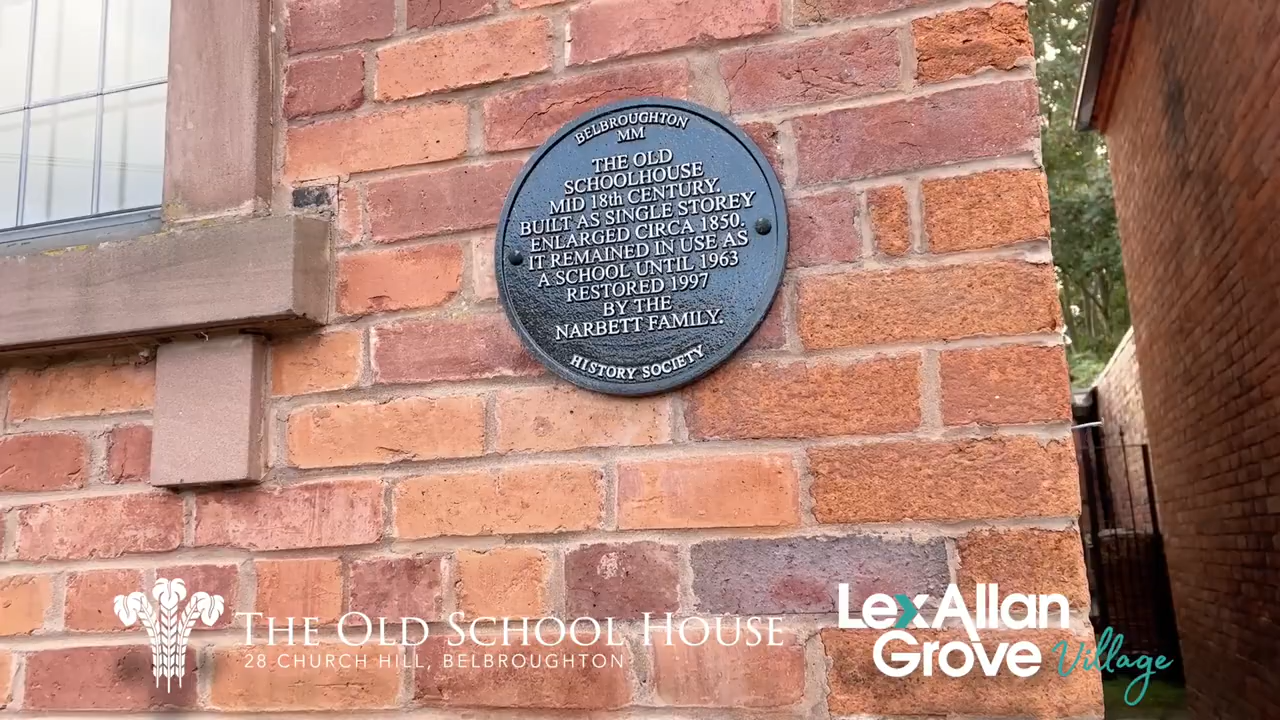 BELBROUGHTON
MM
THE OLD
SCHOOLHOUSE
MID 18th CENTURY.
BUILT AS SINGLE STOREY
ENLARGED CIRCA 1850.
IT REMAINED IN USE AS
A SCHOOL UNTIL 1963
RESTORED 1997
BY THE
NARBETT FAMILY.
HISTORY SOCIETY
THE OLD SCHOOL HOUSE
28 CHURCH HILL, BELBROUGHTON
LexAllan
Grove Village